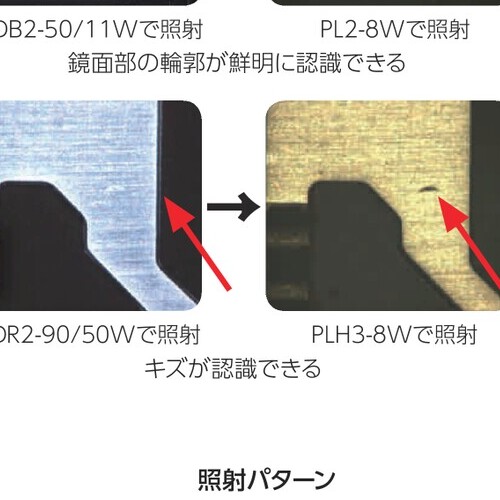 OB2-50/11Wで照射 PL2-8Wで照射
鏡面部の輪郭が鮮明に認識できる
DR2-90/50Wで照射 PLH3-8Wで照射
キズが認識できる
照射パターン